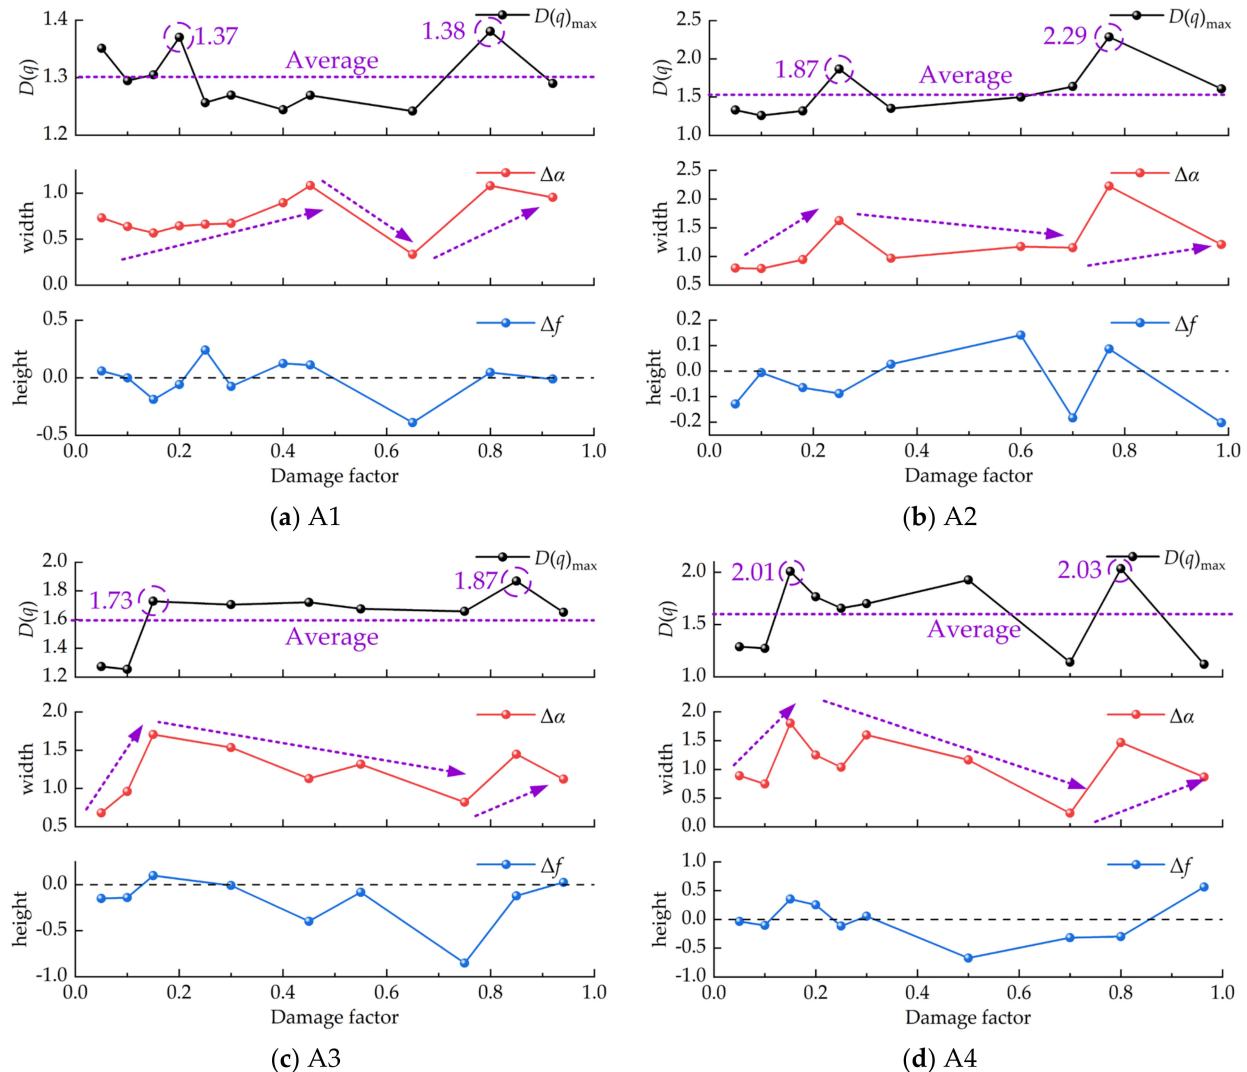 D(q)max
1.4
1.3
1.2
D(q)
1.37
1.38
Average
Δα
1.0
0.5
0.0
width
Δf
0.5
0.0
-0.5
height
0.0 0.2 0.4 0.6 0.8 1.0
Damage factor
(a) A1
D(q)max
2.5
2.0
1.5
1.0
D(q)
1.87
2.29
Average
Δα
2.5
2.0
1.5
1.0
0.5
width
Δf
0.2
0.1
0.0
-0.1
-0.2
height
0.0 0.2 0.4 0.6 0.8 1.0
Damage factor
(b) A2
D(q)max
2.0
1.8
1.6
1.4
1.2
D(q)
1.73
1.87
Average
Δα
2.0
1.5
1.0
0.5
width
Δf
0.0
-0.5
-1.0
height
0.0 0.2 0.4 0.6 0.8 1.0
Damage factor
(c) A3
D(q)max
2.0
1.5
1.0
D(q)
2.01
2.03
Average
Δα
2.0
1.5
1.0
0.5
0.0
width
Δf
1.0
0.5
0.0
-0.5
-1.0
height
0.0 0.2 0.4 0.6 0.8 1.0
Damage factor
(d) A4